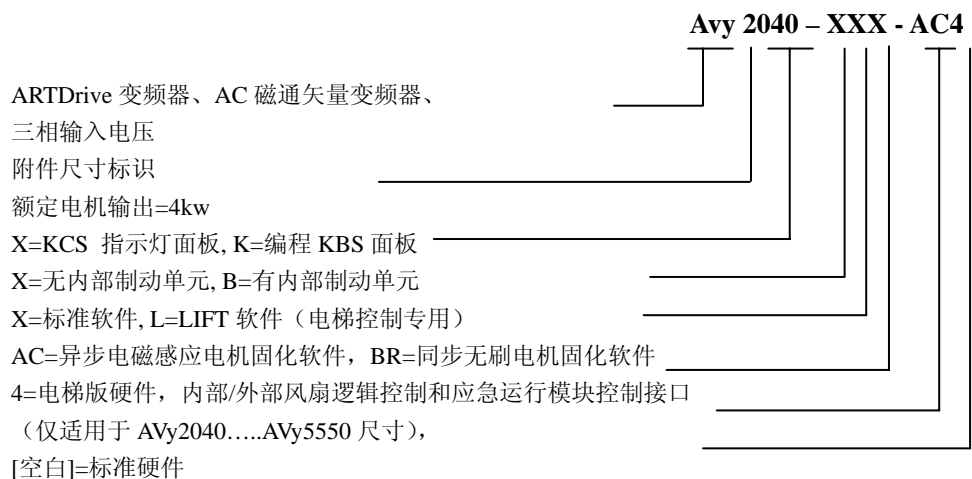 Avy 2040 – XXX - AC4
ARTDrive 变频器、AC 磁通矢量变频器、
三相输入电压
附件尺寸标识
额定电机输出=4kw
X=KCS 指示灯面板, K=编程 KBS 面板
X=无内部制动单元, B=有内部制动单元
X=标准软件, L=LIFT 软件（电梯控制专用）
AC=异步电磁感应电机固化软件，BR=同步无刷电机固化软件
4=电梯版硬件，内部/外部风扇逻辑控制和应急运行模块控制接口
（仅适用于 AVy2040…..AVy5550 尺寸），
[空白]=标准硬件